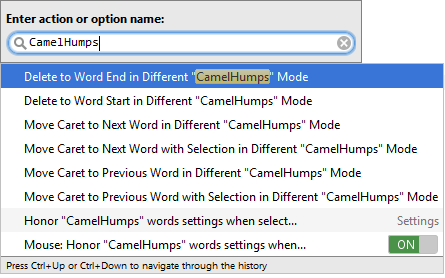 Enter action or option name:
CamelHumps
Delete to Word End in Different "CamelHumps" Mode
Delete to Word Start in Different "CamelHumps" Mode
Move Caret to Next Word in Different "CamelHumps" Mode
Move Caret to Next Word with Selection in Different "CamelHumps" Mode
Move Caret to Previous Word in Different "CamelHumps" Mode
Move Caret to Previous Word with Selection in Different "CamelHumps" Mode
Honor "CamelHumps" words settings when select... Settings
Mouse: Honor "CamelHumps" words settings when... ON
Press Ctrl+Up or Ctrl+Down to navigate through the history